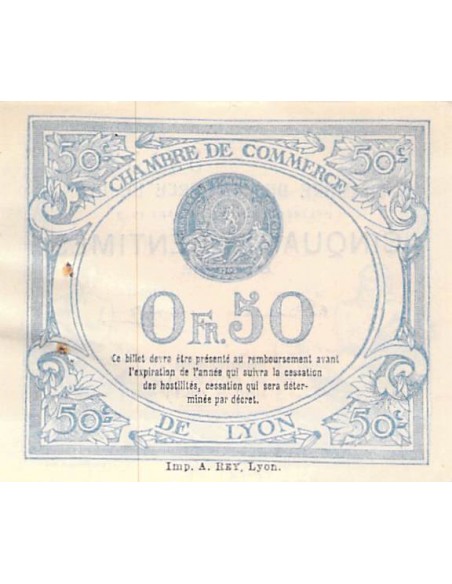 50c 50c
CHAMBRE DE COMMERCE
0 FR. 50
Ce billet devra être présenté au remboursement avant
l'expiration de l'année qui suivra la cessation
des hostilités, cessation qui sera déter-
minée par décret.
50c 50c
DE LYON
Imp. A. REY, Lyon.